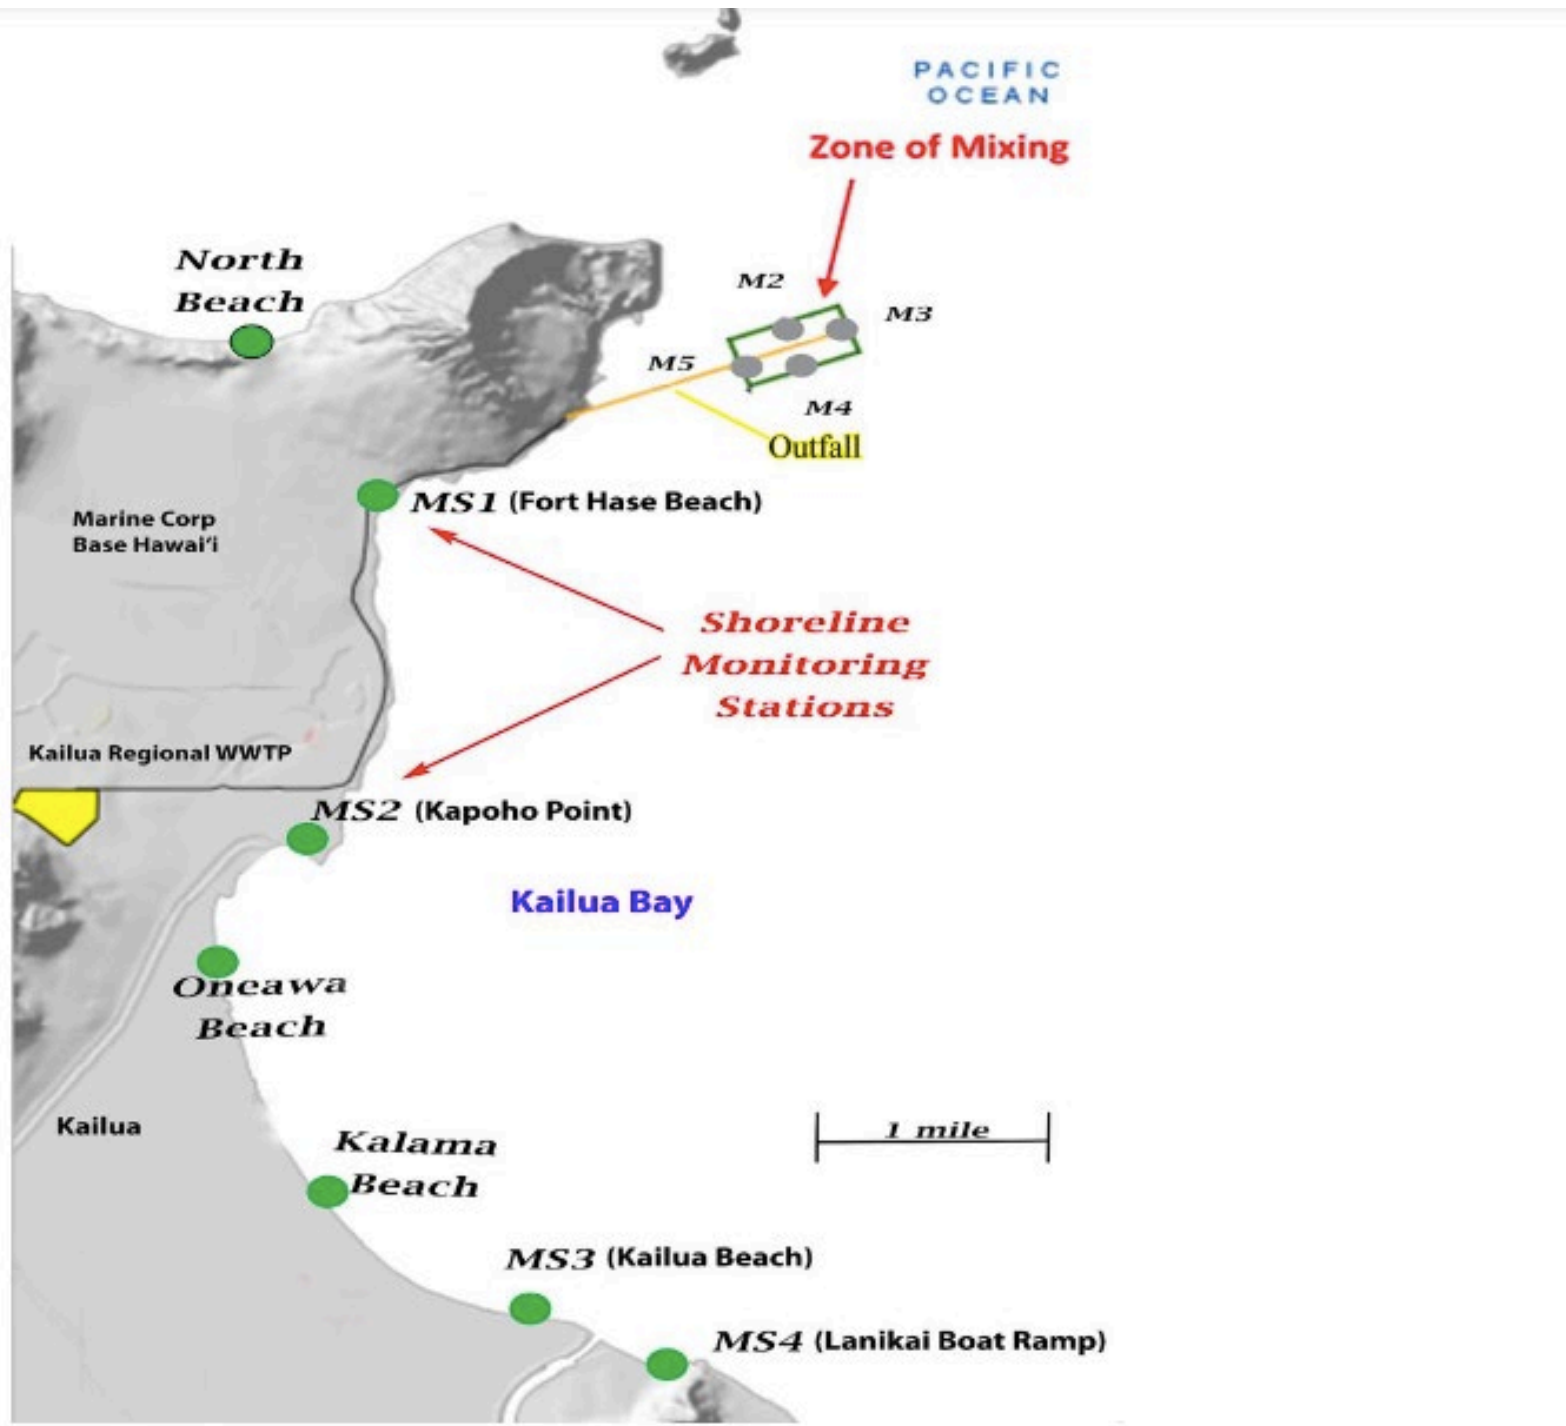 PACIFIC
OCEAN
Zone of Mixing
North
Beach
M2
M3
M5
M4
Outfall
MS1 (Fort Hase Beach)
Marine Corp
Base Hawai‘i
Shoreline
Monitoring
Stations
Kailua Regional WWTP
MS2 (Kapoho Point)
Kailua Bay
Oneawa
Beach
Kailua
1 mile
Kalama
Beach
MS3 (Kailua Beach)
MS4 (Lanikai Boat Ramp)